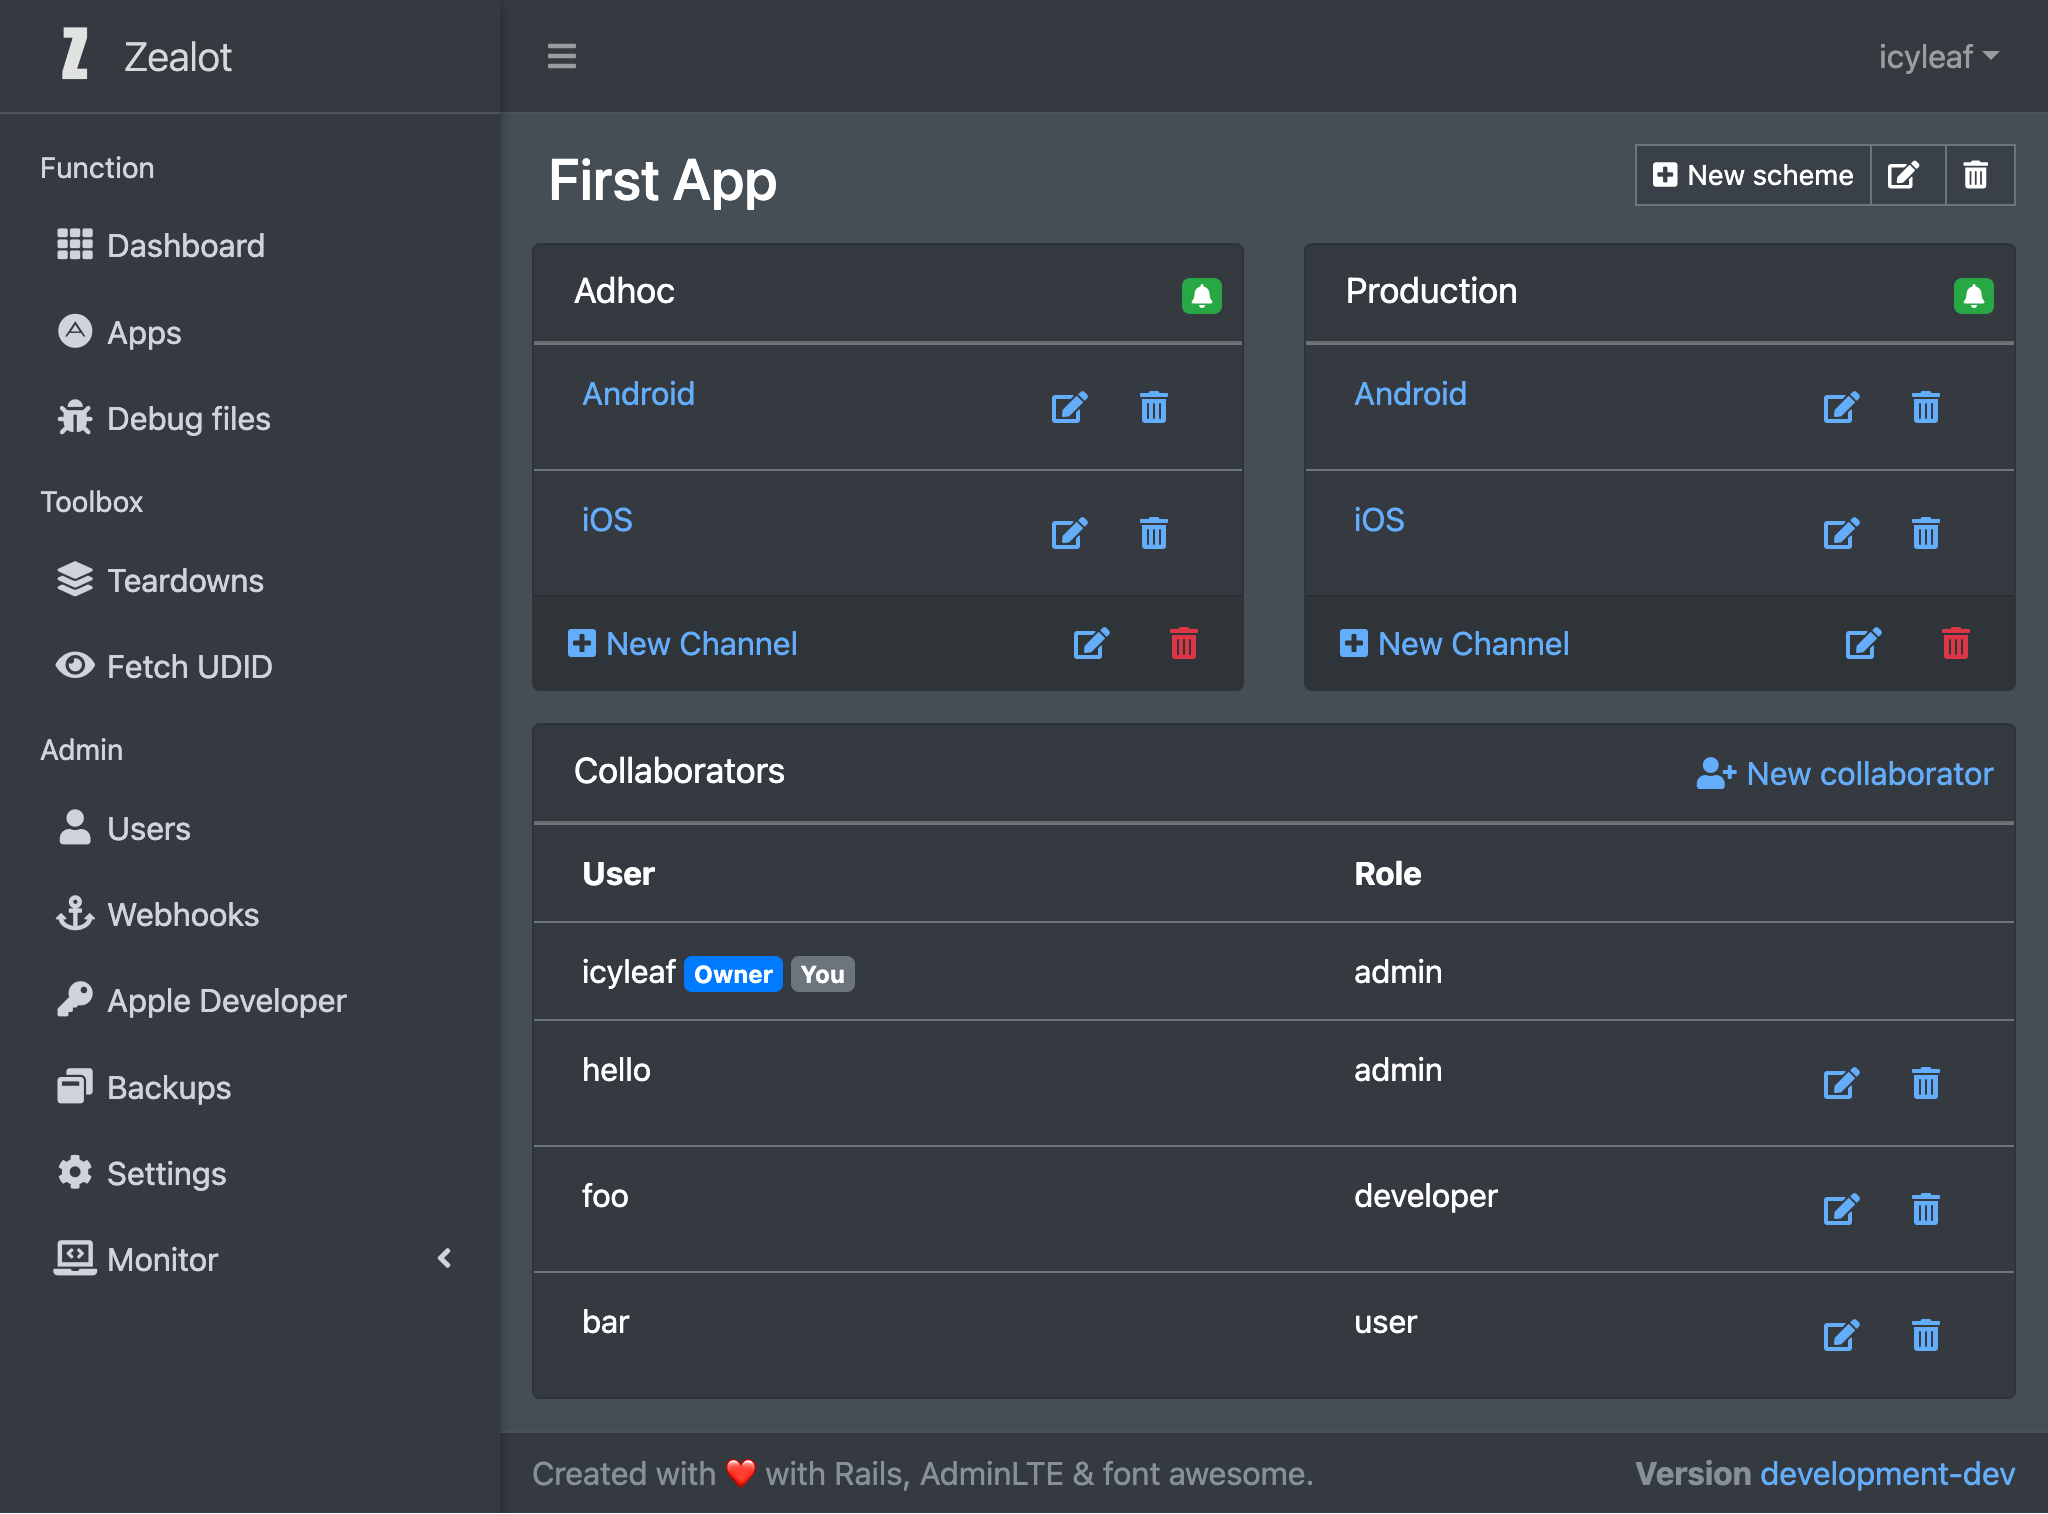 Zealot
icyleaf
Function
Dashboard
Apps
Debug files
Toolbox
Teardowns
Fetch UDID
Admin
Users
Webhooks
Apple Developer
Backups
Settings
Monitor
First App
New scheme
Adhoc
Android
iOS
New Channel
Production
Android
iOS
New Channel
Collaborators
New collaborator
User Role
icyleaf Owner You admin
hello admin
foo developer
bar user
Created with ❤️ with Rails, AdminLTE & font awesome.
Version development-dev